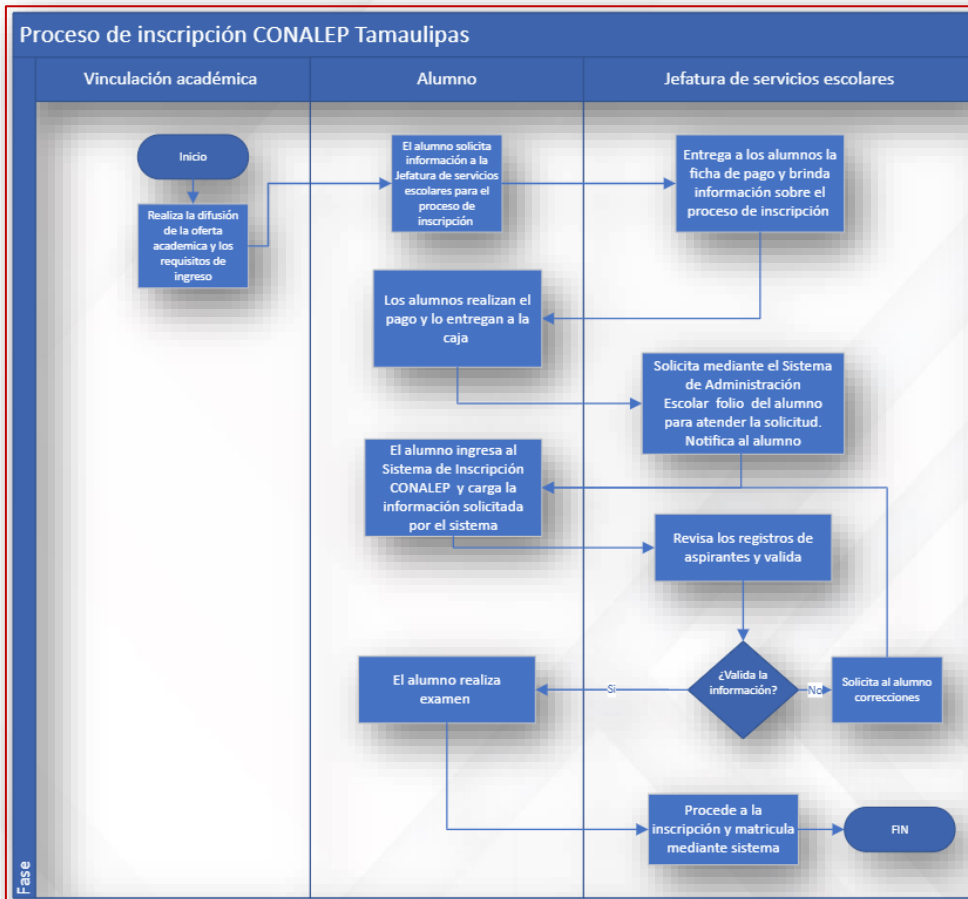 Proceso de inscripción CONALEP Tamaulipas
Vinculación académica
Alumno
Jefatura de servicios escolares
Inicio
Realiza la difusión
de la oferta
academica y los
requisitos de
ingreso
El alumno solicita
información a la
Jefatura de servicios
escolares para el
proceso de
inscripción
Entrega a los alumnos la
ficha de pago y brinda
información sobre el
proceso de inscripción
Los alumnos realizan el
pago y lo entregan a la
caja
Solicita mediante el Sistema
de Administración
Escolar folio del alumno
para atender la solicitud.
Notifica al alumno
El alumno ingresa al
Sistema de Inscripción
CONALEP y carga la
información solicitada
por el sistema
Revisa los registros de
aspirantes y valida
¿Valida la
información?
Si
No
Solicita al alumno
correcciones
El alumno realiza
examen
Procede a la
inscripción y matricula
mediante sistema
FIN
Fase